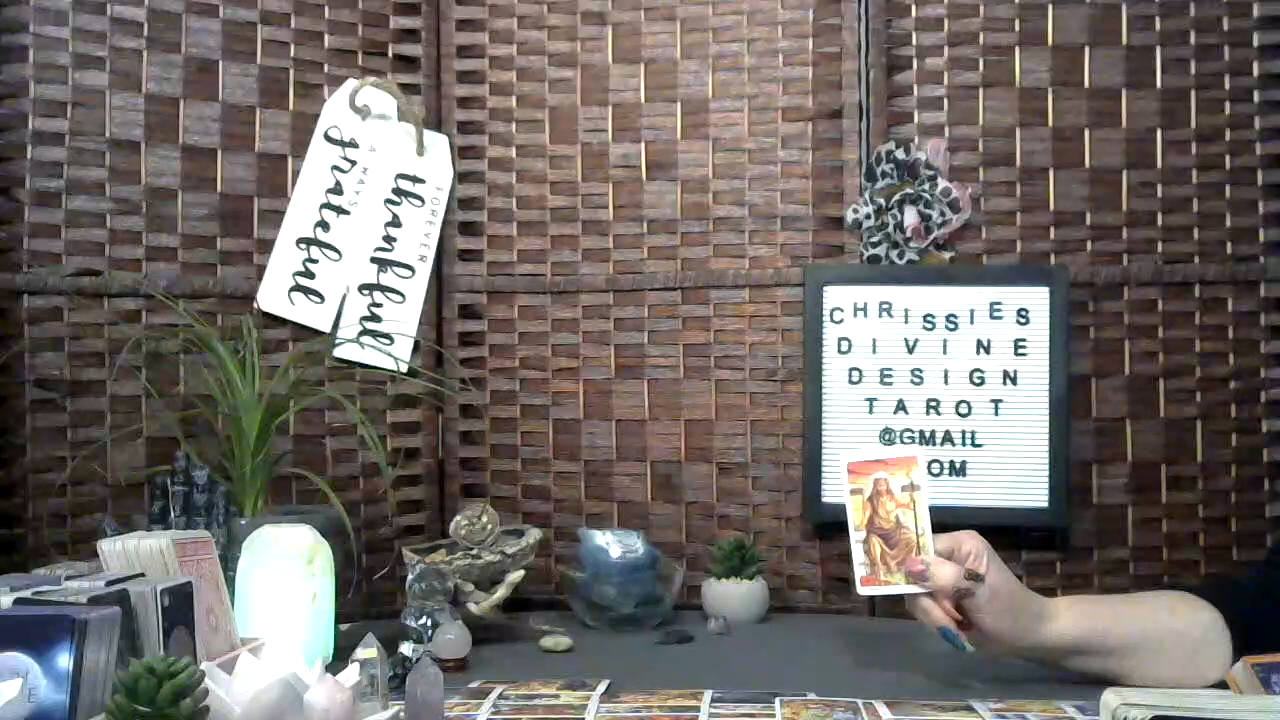 FOREVER
thankful
ALWAYS
grateful
CHRISSIES
DIVINE
DESIGN
TAROT
@GMAIL
OM